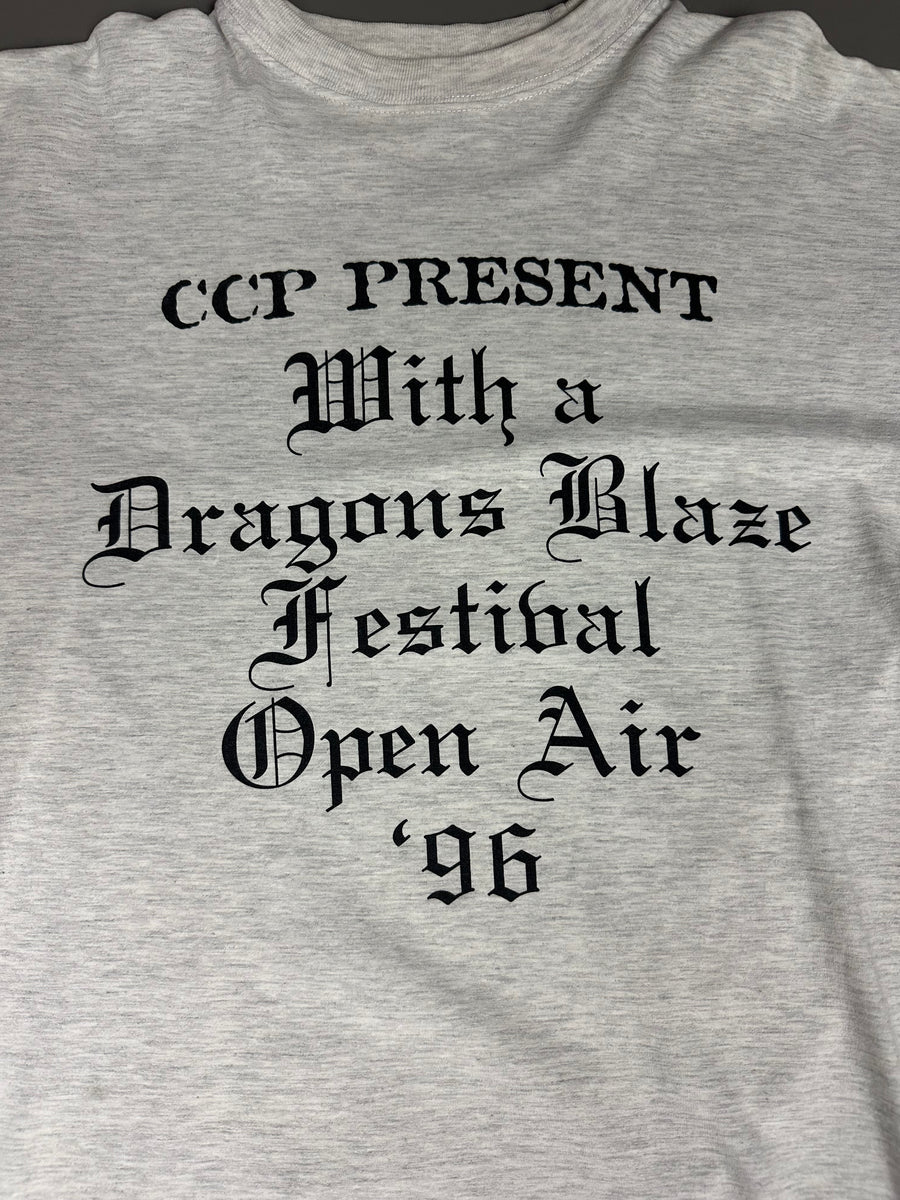 CCP PRESENT
With a
Dragons Blaze
Festival
Open Air
‘96